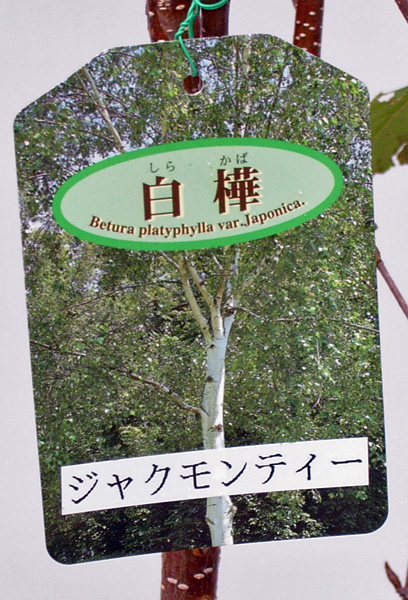 しら かば
白樺
Betura platyphylla var.Japonica.
ジャクモンティー